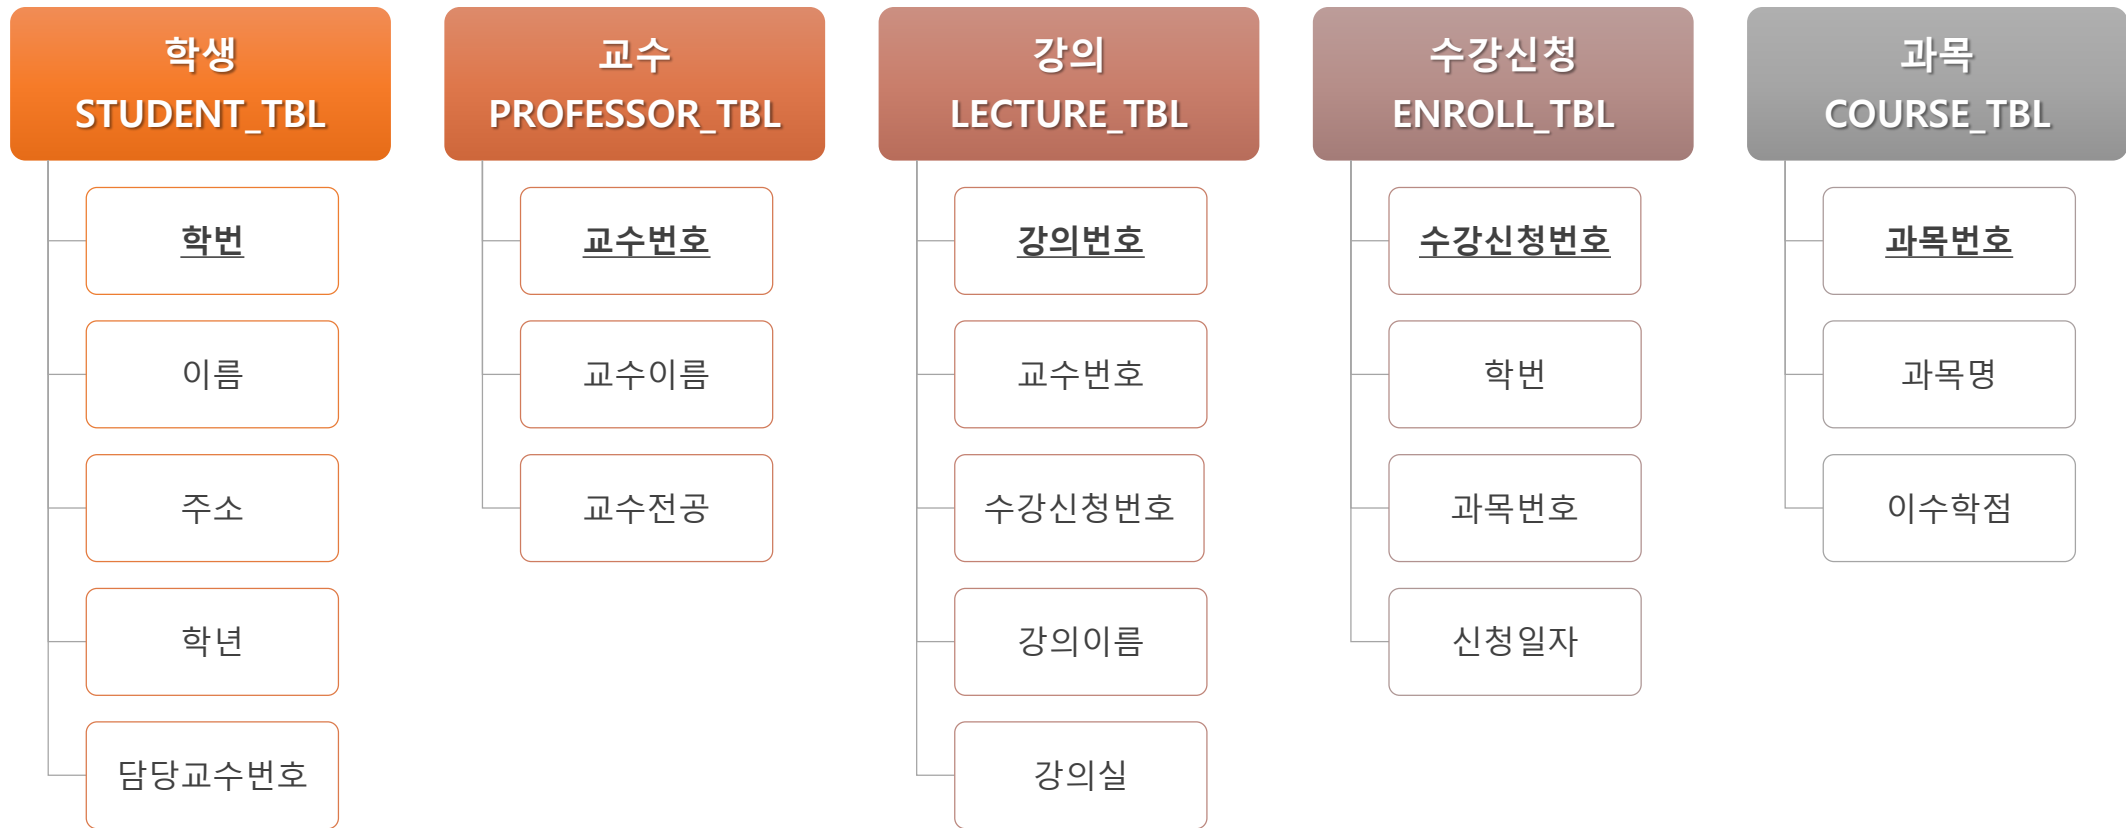 학생
STUDENT_TBL
학번
이름
주소
학년
담당교수번호
교수
PROFESSOR_TBL
교수번호
교수이름
교수전공
강의
LECTURE_TBL
강의번호
교수번호
수강신청번호
강의이름
강의실
수강신청
ENROLL_TBL
수강신청번호
학번
과목번호
신청일자
과목
COURSE_TBL
과목번호
과목명
이수학점